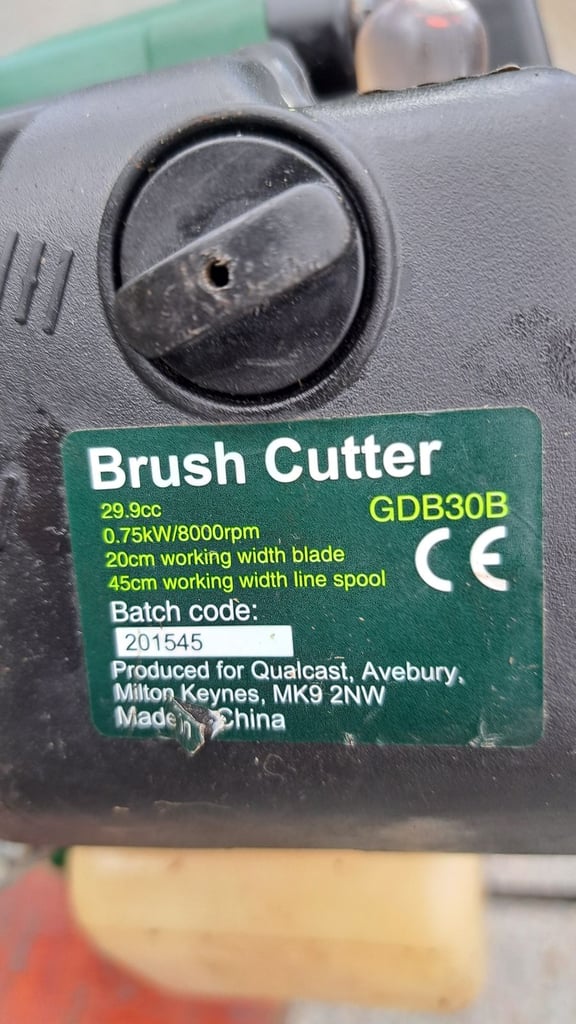 Brush Cutter
29.9cc
GDB30B
0.75kW/8000rpm
20cm working width blade
45cm working width line spool
CE
Batch code:
201545
Produced for Qualcast, Avebury,
Milton Keynes, MK9 2NW
Made in China